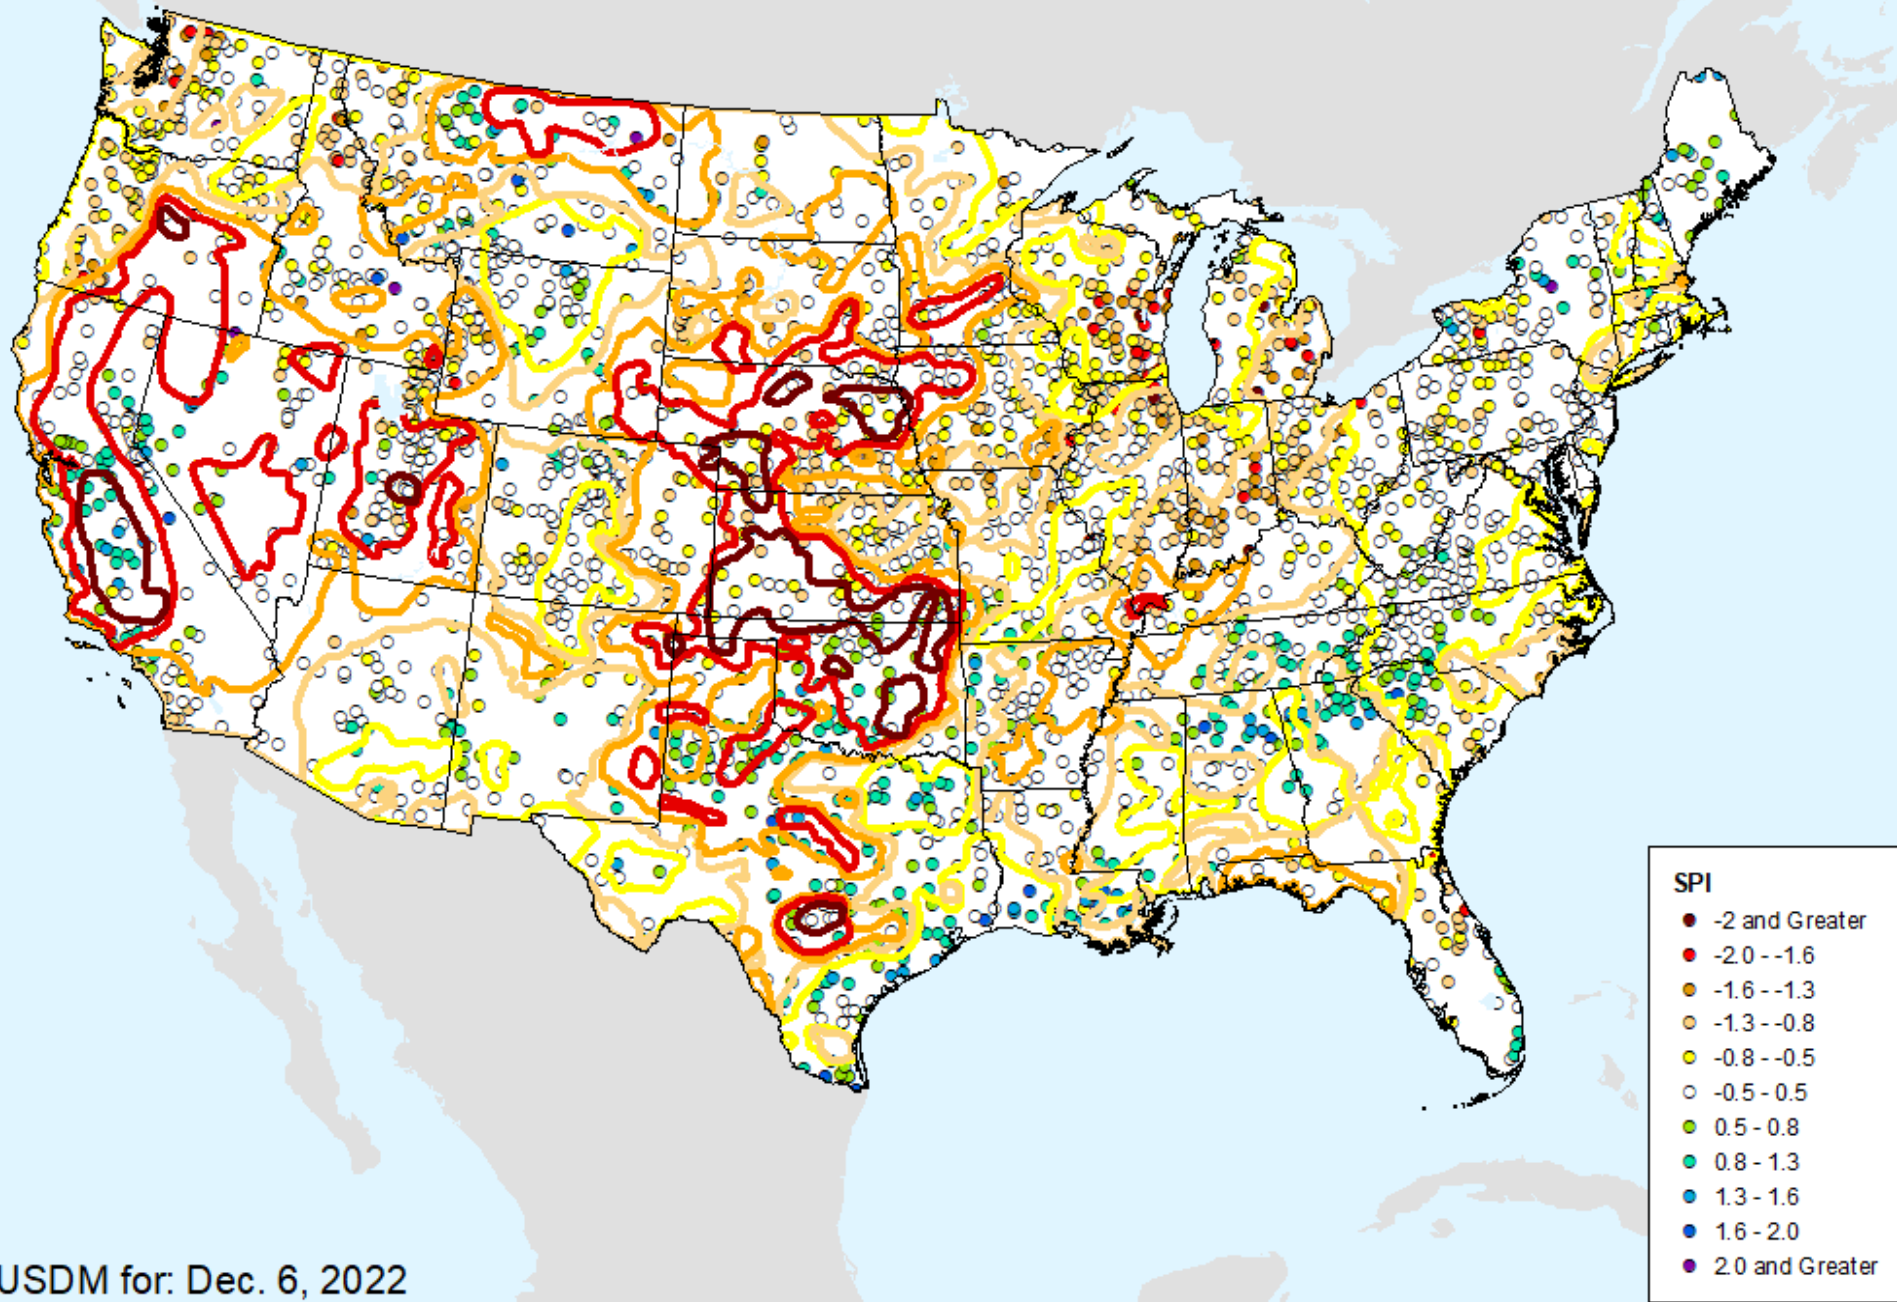 SPI
-2 and Greater
-2.0 - -1.6
-1.6 - -1.3
-1.3 - -0.8
-0.8 - -0.5
-0.5 - 0.5
0.5 - 0.8
0.8 - 1.3
1.3 - 1.6
1.6 - 2.0
2.0 and Greater
USDM for: Dec. 6, 2022